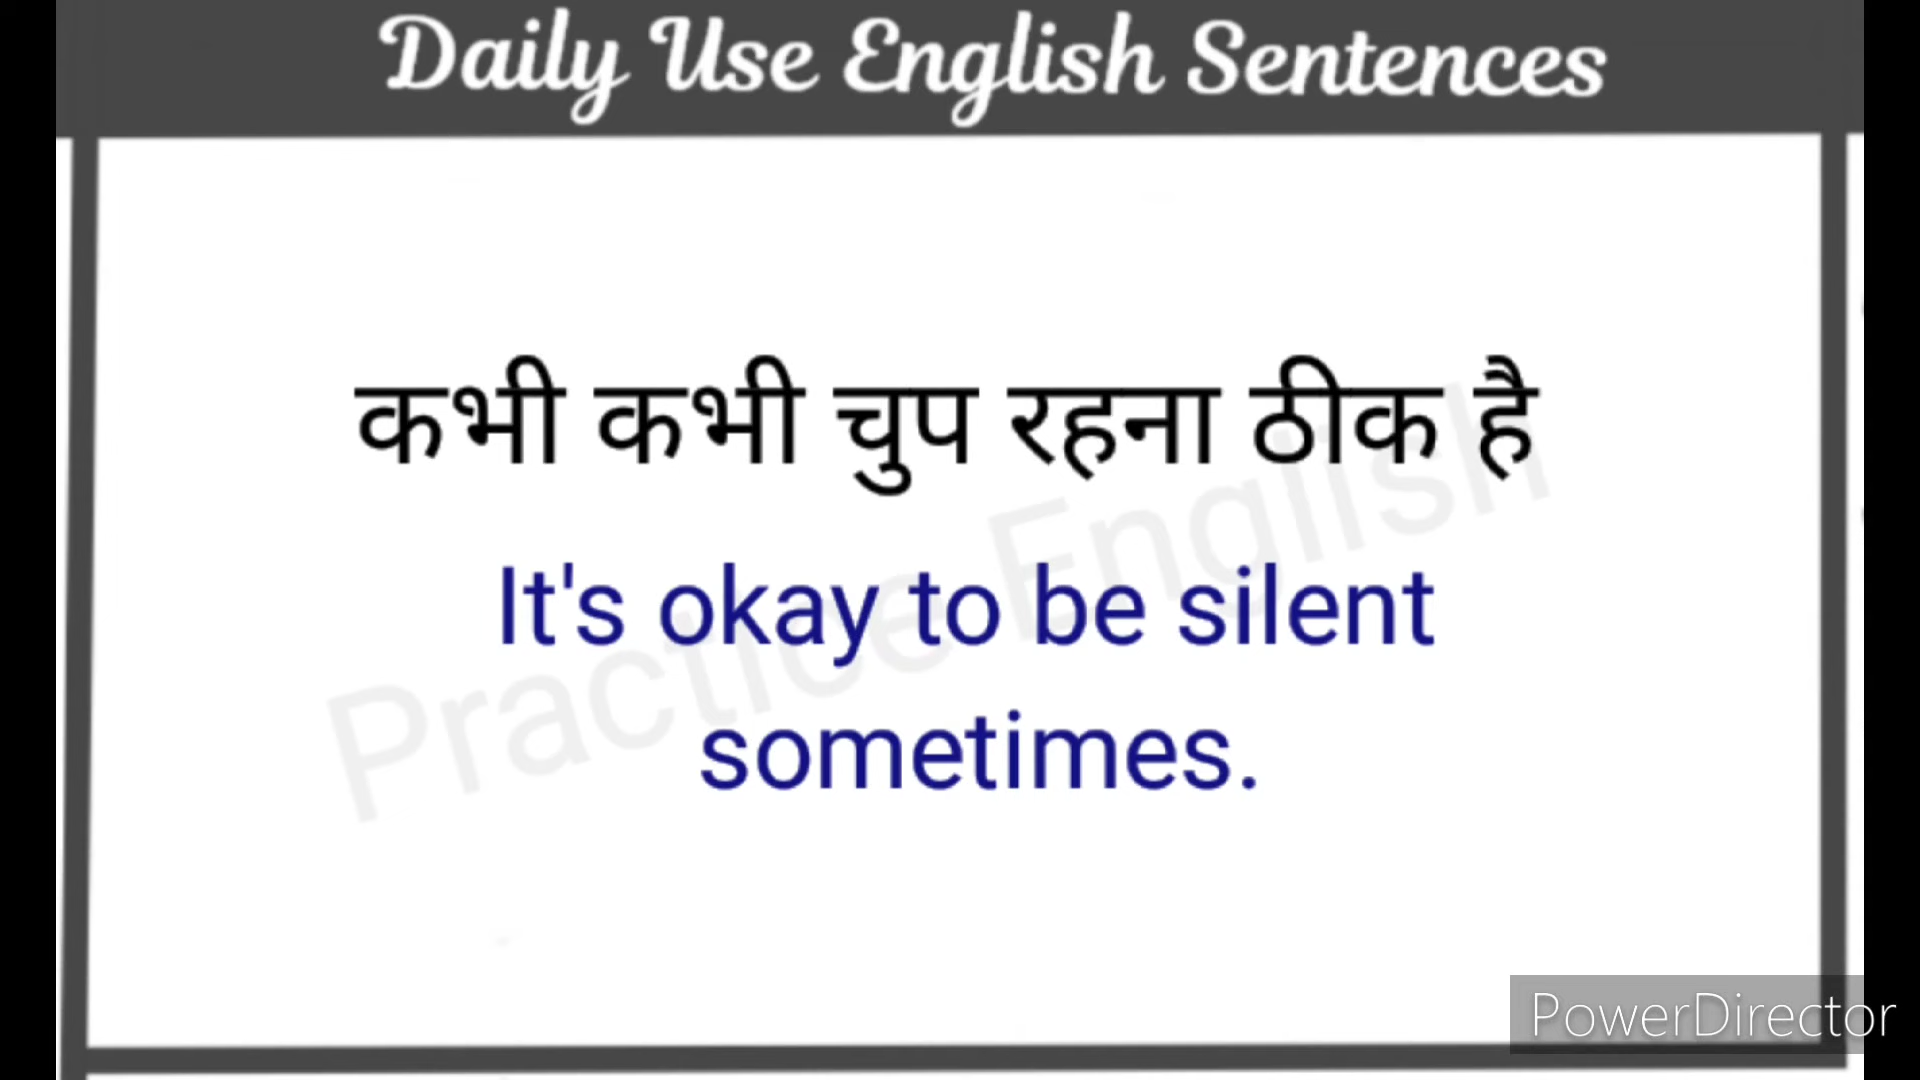 Daily Use English Sentences
कभी कभी चुप रहना ठीक है
It's okay to be silent
sometimes.
Practice English
PowerDirector